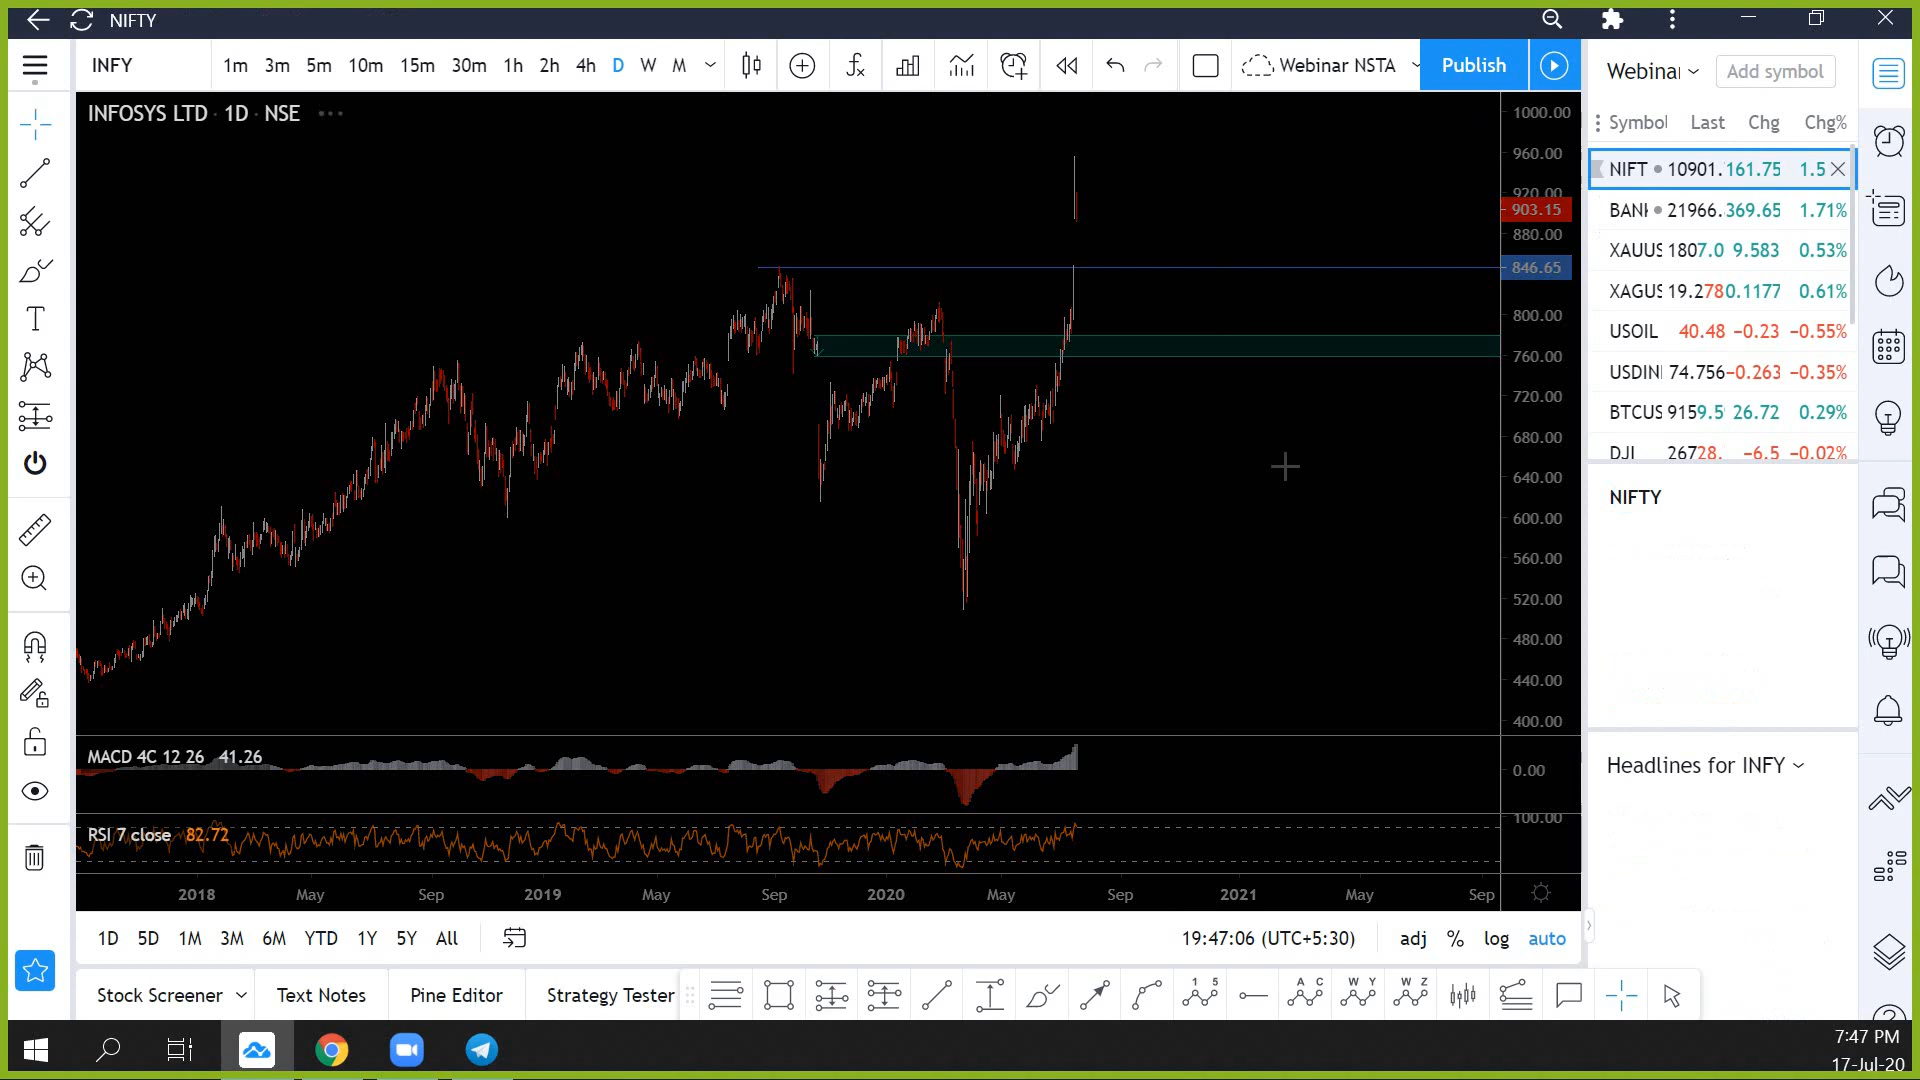 NIFTY
INFY 1m 3m 5m 10m 15m 30m 1h 2h 4h D W M Webinar NSTA Publish
INFOSYS LTD · 1D · NSE
1000.00
960.00
920.00
903.15
880.00
846.65
800.00
760.00
720.00
680.00
640.00
600.00
560.00
520.00
480.00
440.00
400.00
MACD 4C 12 26 41.26
0.00
RSI 7 close 82.72
100.00
2018 May Sep 2019 May Sep 2020 May Sep 2021 May Sep
1D 5D 1M 3M 6M YTD 1Y 5Y All 19:47:06 (UTC+5:30) adj % log auto
Stock Screener Text Notes Pine Editor Strategy Tester
1 5 A C W Y W Z
Webinar Add symbol
Symbol Last Chg Chg%
NIFT 10901. 161.75 1.5
BANK 21966. 369.65 1.71%
XAUUS 1807.0 9.583 0.53%
XAGUS 19.278 0.1177 0.61%
USOIL 40.48 −0.23 −0.55%
USDINI 74.756 −0.263 −0.35%
BTCUS 9159.5 26.72 0.29%
DJI 26728. −6.5 −0.02%
NIFTY
Headlines for INFY
7:47 PM
17-Jul-20